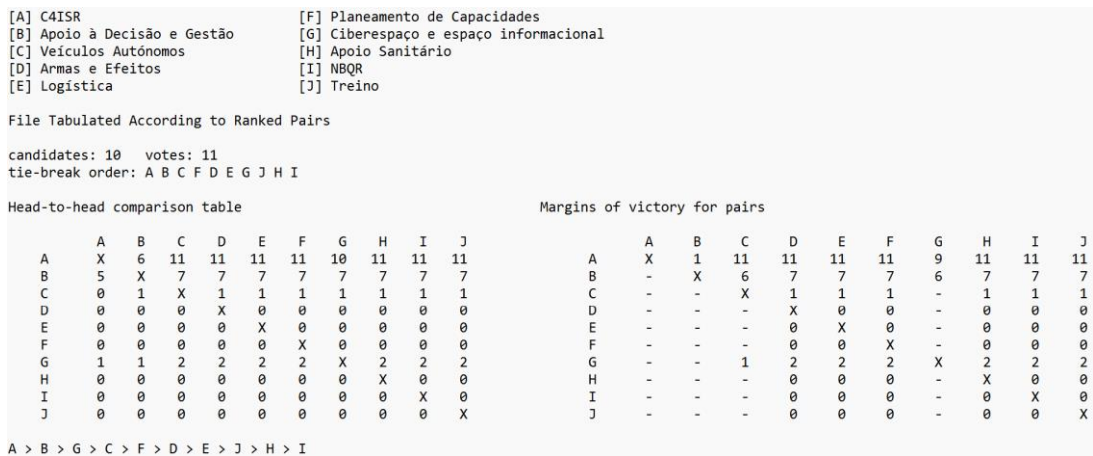 [A] C4ISR [F] Planeamento de Capacidades
[B] Apoio à Decisão e Gestão [G] Ciberespaço e espaço informacional
[C] Veículos Autónomos [H] Apoio Sanitário
[D] Armas e Efeitos [I] NBQR
[E] Logística [J] Treino
File Tabulated According to Ranked Pairs
candidates: 10 votes: 11
tie-break order: A B C F D E G J H I
Head-to-head comparison table Margins of victory for pairs
A B C D E F G H I J A B C D E F G H I J
A X 6 11 11 11 11 10 11 11 11 A X 1 11 11 11 11 9 11 11 11
B 5 X 7 7 7 7 7 7 7 7 B - X 6 7 7 7 6 7 7 7
C 0 1 X 1 1 1 1 1 1 1 C - - X 1 1 1 - 1 1 1
D 0 0 0 X 0 0 0 0 0 0 D - - - X 0 0 - 0 0 0
E 0 0 0 0 X 0 0 0 0 0 E - - - 0 X 0 - 0 0 0
F 0 0 0 0 0 X 0 0 0 0 F - - - 0 0 X - 0 0 0
G 1 1 2 2 2 2 X 2 2 2 G - - 1 2 2 2 X 2 2 2
H 0 0 0 0 0 0 0 X 0 0 H - - - 0 0 0 - X 0 0
I 0 0 0 0 0 0 0 0 X 0 I - - - 0 0 0 - 0 X 0
J 0 0 0 0 0 0 0 0 0 X J - - - 0 0 0 - 0 0 X
A > B > G > C > F > D > E > J > H > I